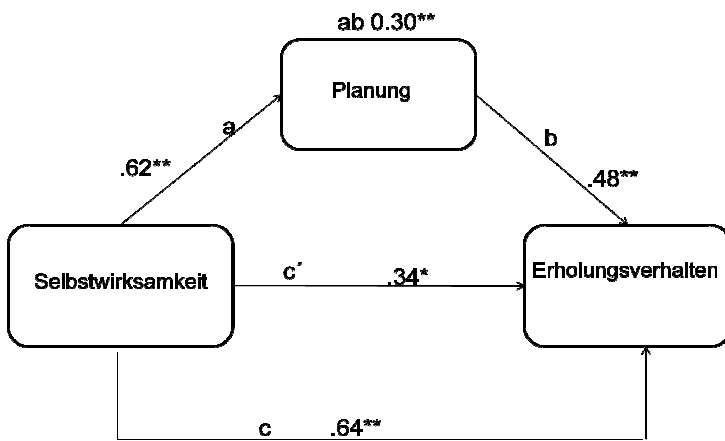 ab 0.30**
Planung
a
b
.62**
.48**
Selbstwirksamkeit
c´
.34*
Erholungsverhalten
c
.64**